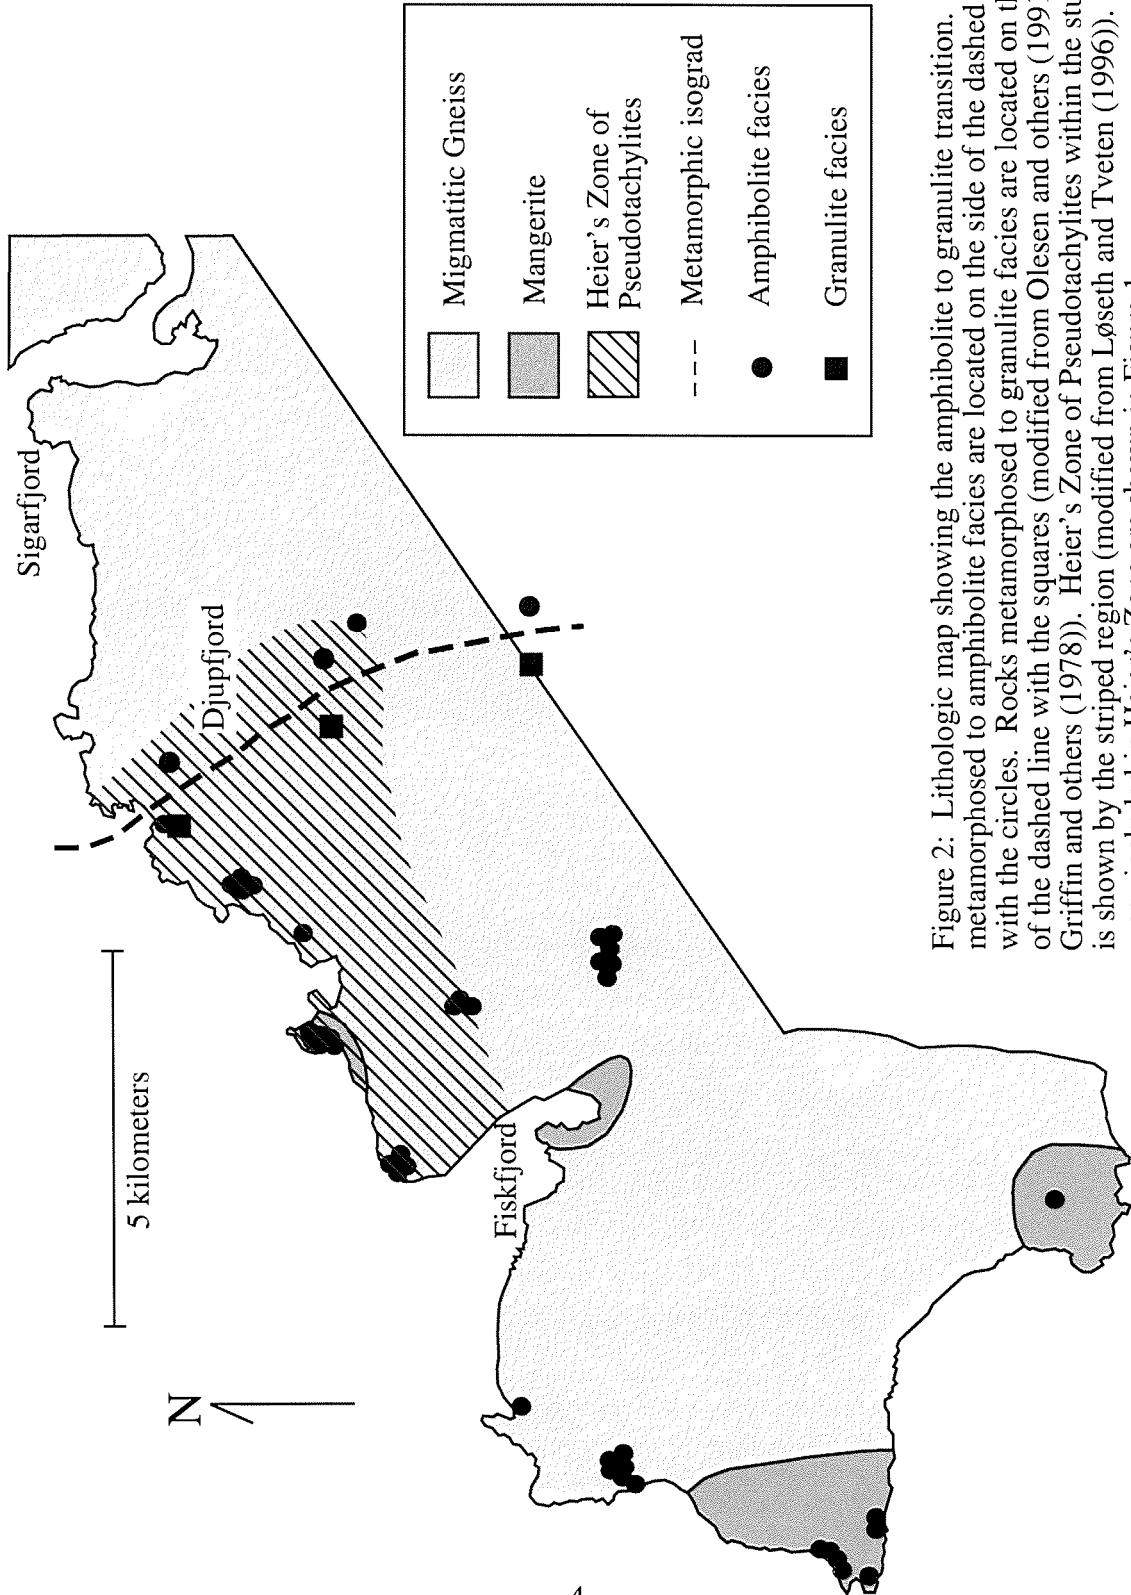 Sigarfjord
Djupfjord
Fiskfjord
5 kilometers
N
Migmatitic Gneiss
Mangerite
Heier's Zone of
Pseudotachylites
Metamorphic isograd
Amphibolite facies
Granulite facies
Figure 2: Lithologic map showing the amphibolite to granulite transition.
metamorphosed to amphibolite facies are located on the side of the dashed
with the circles. Rocks metamorphosed to granulite facies are located on
of the dashed line with the squares (modified from Olesen and others (1991
Griffin and others (1978)). Heier's Zone of Pseudotachylites within the
is shown by the striped region (modified from Løseth and Tveten (1996)).
4